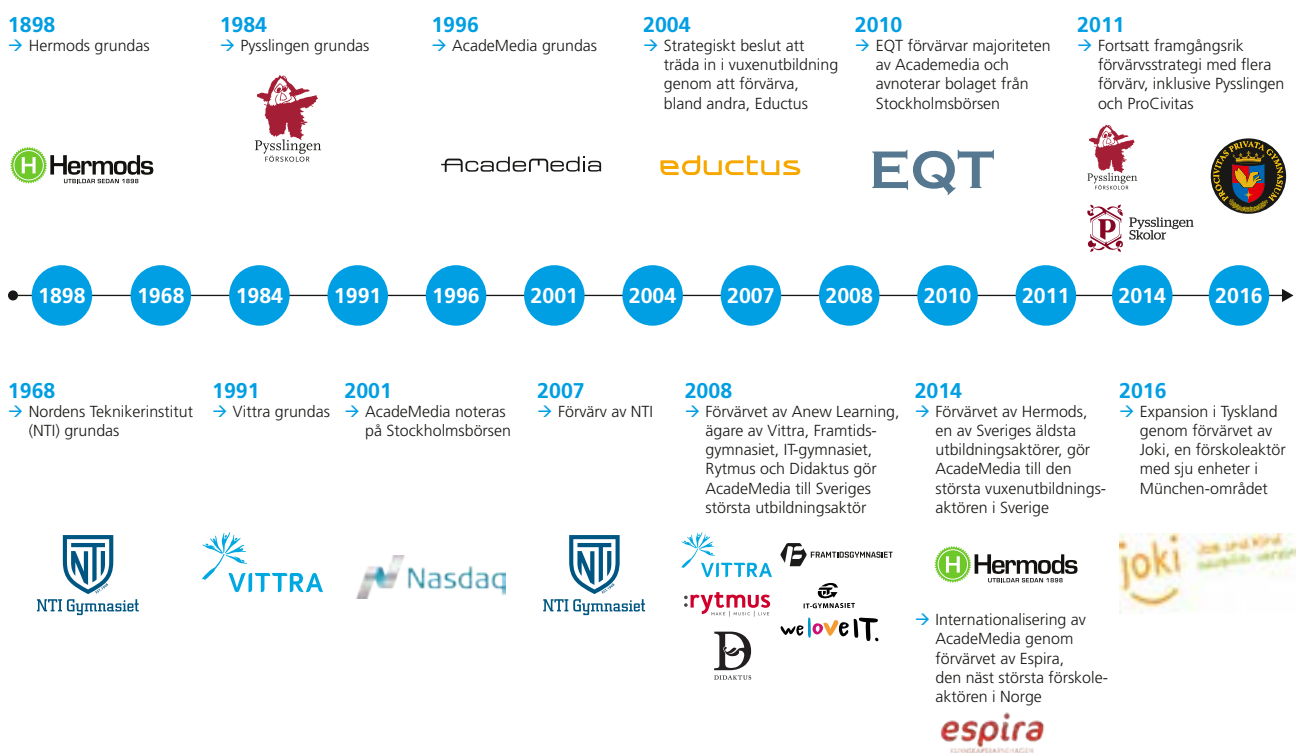 1898
→ Hermods grundas
H Hermods
UTBILDAR SEDAN 1898
1984
→ Pysslingen grundas
Pysslingen
FÖRSKOLOR
1996
→ AcadeMedia grundas
AcadeMedia
2004
→ Strategiskt beslut att
träda in i vuxenutbildning
genom att förvärva,
bland andra, Eductus
eductus
2010
→ EQT förvärvar majoriteten
av Academedia och
avnoterar bolaget från
Stockholmsbörsen
EQT
2011
→ Fortsatt framgångsrik
förvärvsstrategi med flera
förvärv, inklusive Pysslingen
och ProCivitas
Pysslingen
FÖRSKOLOR
PROCIVITAS PRIVATA GYMNASIUM
P Pysslingen
Skolor
1898 1968 1984 1991 1996 2001 2004 2007 2008 2010 2011 2014 2016
1968
→ Nordens Teknikerinstitut
(NTI) grundas
NTI
NTI Gymnasiet
1991
→ Vittra grundas
VITTRA
2001
→ AcadeMedia noteras
på Stockholmsbörsen
Nasdaq
2007
→ Förvärv av NTI
NTI
NTI Gymnasiet
2008
→ Förvärvet av Anew Learning,
ägare av Vittra, Framtids-
gymnasiet, IT-gymnasiet,
Rytmus och Didaktus gör
AcadeMedia till Sveriges
största utbildningsaktör
VITTRA
FRAMTIDSGYMNASIET
:rytmus
MAKE | MUSIC | LIVE
IT-GYMNASIET
we love IT.
D
DIDAKTUS
2014
→ Förvärvet av Hermods,
en av Sveriges äldsta
utbildningsaktörer, gör
AcadeMedia till den
största vuxenutbildnings-
aktören i Sverige
H Hermods
UTBILDAR SEDAN 1898
→ Internationalisering av
AcadeMedia genom
förvärvet av Espira,
den näst största förskole-
aktören i Norge
espira
2016
→ Expansion i Tyskland
genom förvärvet av
Joki, en förskoleaktör
med sju enheter i
München-området
joki